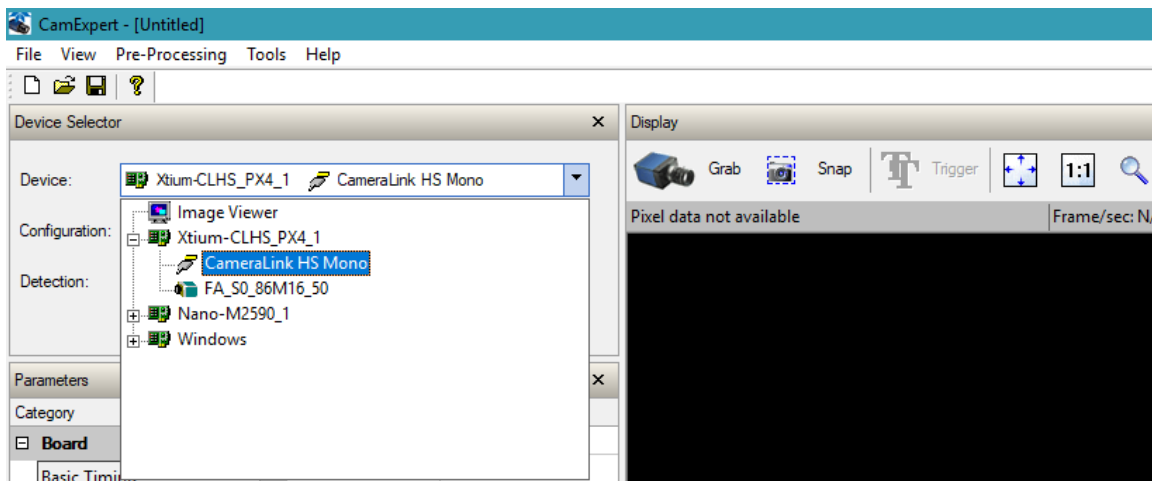 CamExpert - [Untitled]
File View Pre-Processing Tools Help
Device Selector
Display
Device: Xtium-CLHS_PX4_1 CameraLink HS Mono
Grab Snap Trigger 1:1
Image Viewer
Pixel data not available Frame/sec: N/
Configuration:
Xtium-CLHS_PX4_1
CameraLink HS Mono
Detection:
FA_S0_86M16_50
Nano-M2590_1
Windows
Parameters
Category
Board
Basic Timi